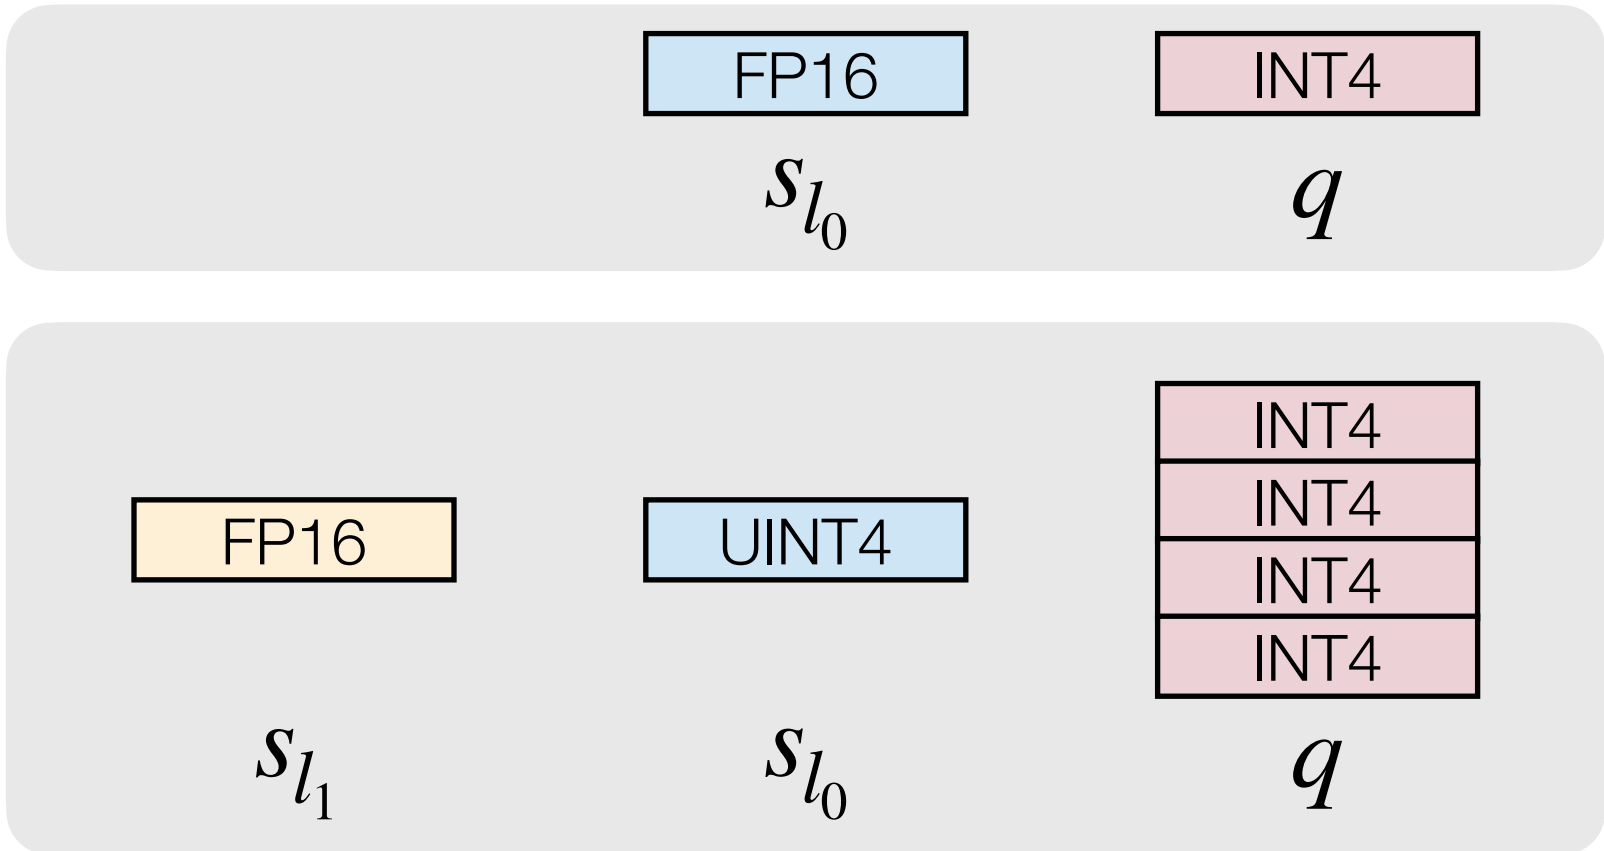 FP16 INT4
s_{l_0} q
INT4
INT4
FP16 UINT4
INT4
INT4
s_{l_1} s_{l_0} q